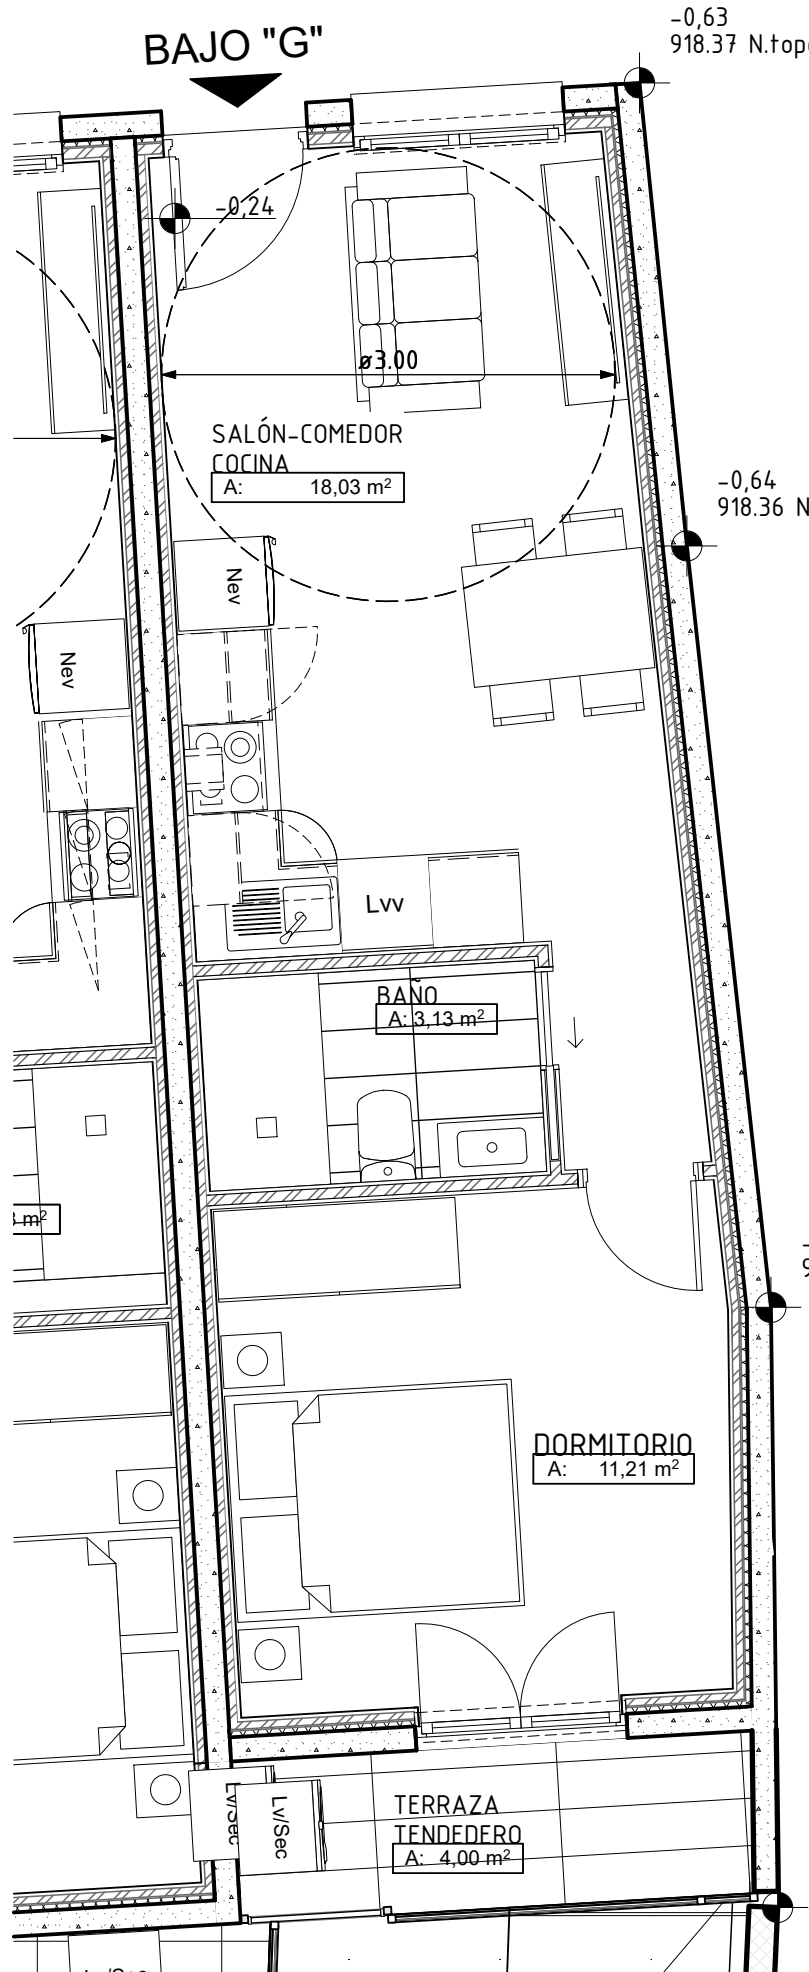 -0,63
918.37 N.tope
BAJO "G"
-0,24
ø3.00
SALÓN-COMEDOR
COCINA
A: 18,03 m²
-0,64
918.36 N
Nev
Nev
Lvv
BAÑO
A: 3,13 m²
m²
DORMITORIO
A: 11,21 m²
Lv/Sec
Lv/Sec
TERRAZA
TENDEDERO
A: 4,00 m²